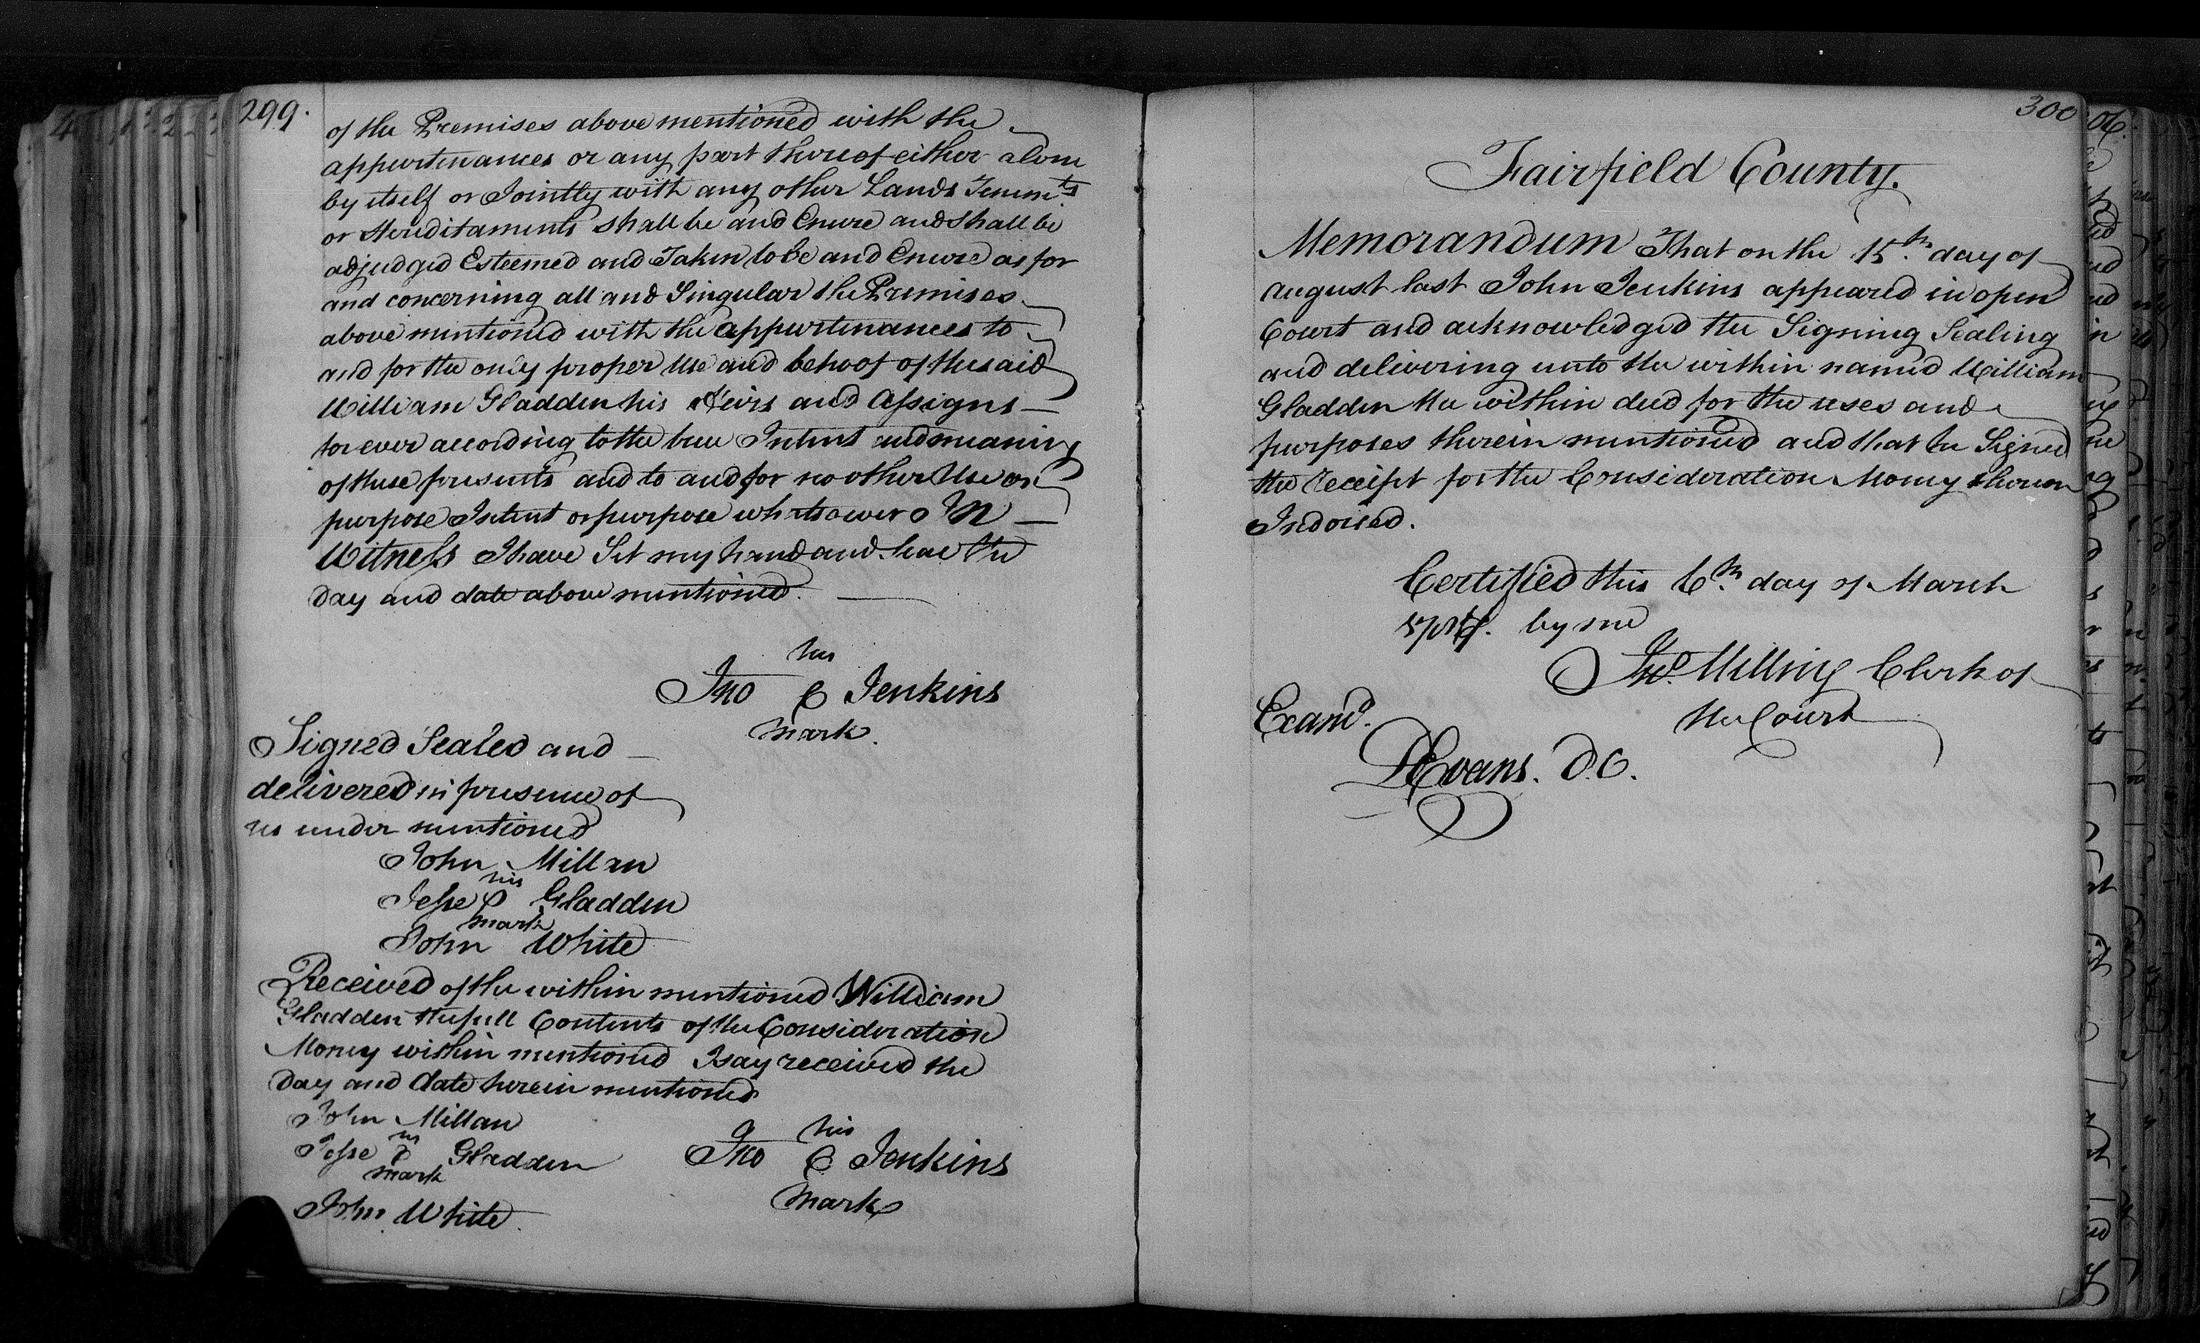 299.
of the Premises above mentioned with the
appurtenances or any part thereof either alone
by itself or Jointly with any other Lands Tenemts
or Hereditaments shall be and Enure and shall be
adjudged Esteemed and Taken to be and Enure as for
and concerning all and Singular the Premises
above mentioned with the appurtenances to
and for the only proper Use and behoof of the said
William Gladden his Heirs and Assigns —
for ever according to the true Intent and meaning
of these presents and to and for no other Use or
purpose Intent or purpose whatsoever In —
Witness I have Set my hand and seal the
day and date above mentioned. —
his
Jno C Jenkins
mark.
Signed Sealed and —
delivered in presence of
us under mentioned
John Millan
his
Jesse Gladden
mark
John White
Received of the within mentioned William
Gladden the full Contents of the Consideration
Money within mentioned I say received the
day and date herein mentioned
John Millan
his
Jesse Gladden
mark
John White.
his
Jno C Jenkins
mark
300
Fairfield County.
Memorandum That on the 15th. day of
august last John Jenkins appeared in open
Court and acknowledged the Signing Sealing
and delivering unto the within named William
Gladden the within deed for the uses and
purposes therein mentioned and that he Signed
the receipt for the Consideration Money thereon
Indorsed.
Certified this 6th. day of March
by me
Jno. Milling Clerk of
the Court
Examd.
DEvans. D.C.